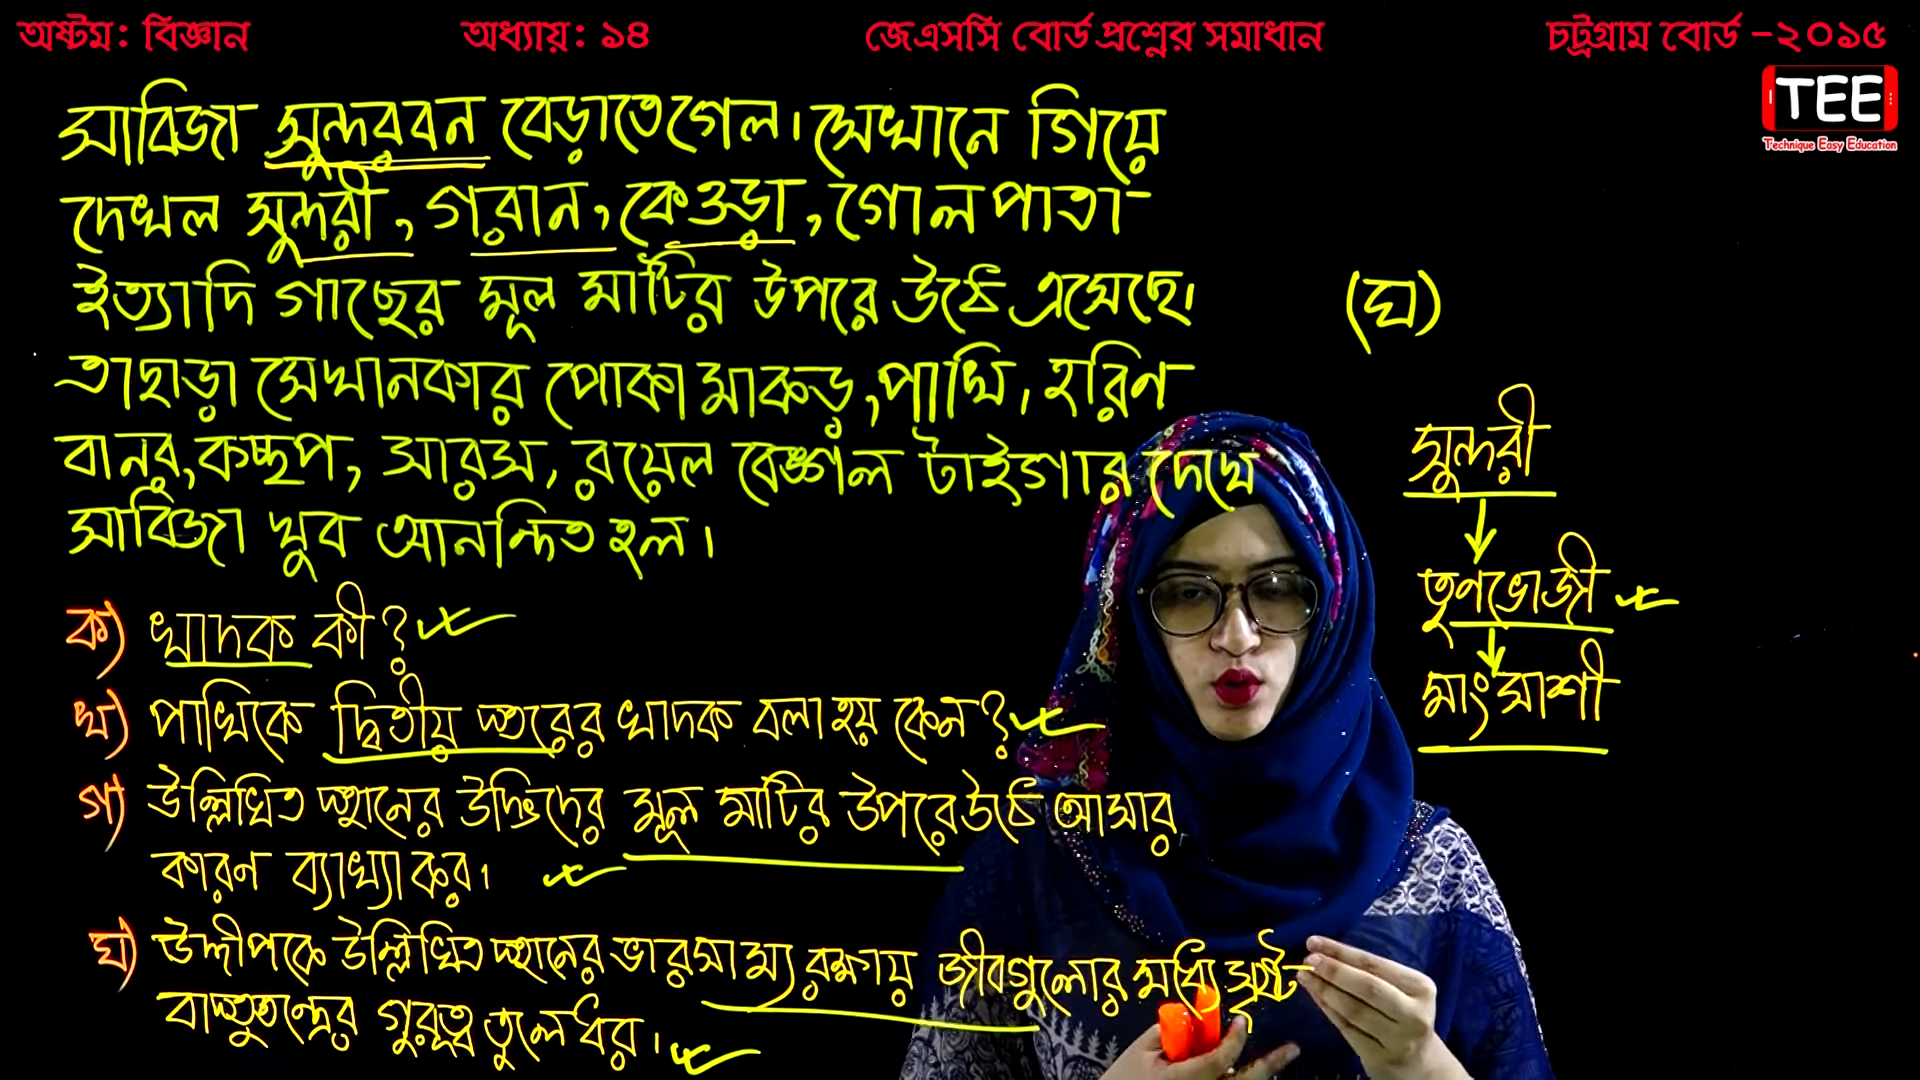 অষ্টম: বিজ্ঞান
অধ্যায়: ১৪
জেএসসি বোর্ড প্রশ্নের সমাধান
চট্রগ্রাম বোর্ড -২০১৫
TEE
Technique Easy Education
সাবিজা সুন্দরবন বেড়াতে গেল। সেখানে গিয়ে
দেখল সুন্দরী, গরান, কেওড়া, গোলপাতা
ইত্যাদি গাছের মূল মাটির উপরে উঠে এসেছে।
তাছাড়া সেখানকার পোকা মাকড়, পাখি, হরিন
বানর, কচ্ছপ, সারস, রয়েল বেঙ্গল টাইগার দেখে
সাবিজা খুব আনন্দিত হল।
ক) খাদক কী?
খ) পাখিকে দ্বিতীয় স্তরের খাদক বলা হয় কেন?
গ) উল্লিখিত স্থানের উদ্ভিদের মূল মাটির উপরে উঠে আসার
কারণ ব্যাখ্যা কর।
ঘ) উদ্দীপকে উল্লিখিত স্থানের ভারসাম্য রক্ষায় জীবগুলোর মধ্যে সৃষ্ট
বাস্তুতন্ত্রের গুরুত্ব তুলে ধর।
(ঘ)
সুন্দরী
তৃণভোজী
মাংসাশী